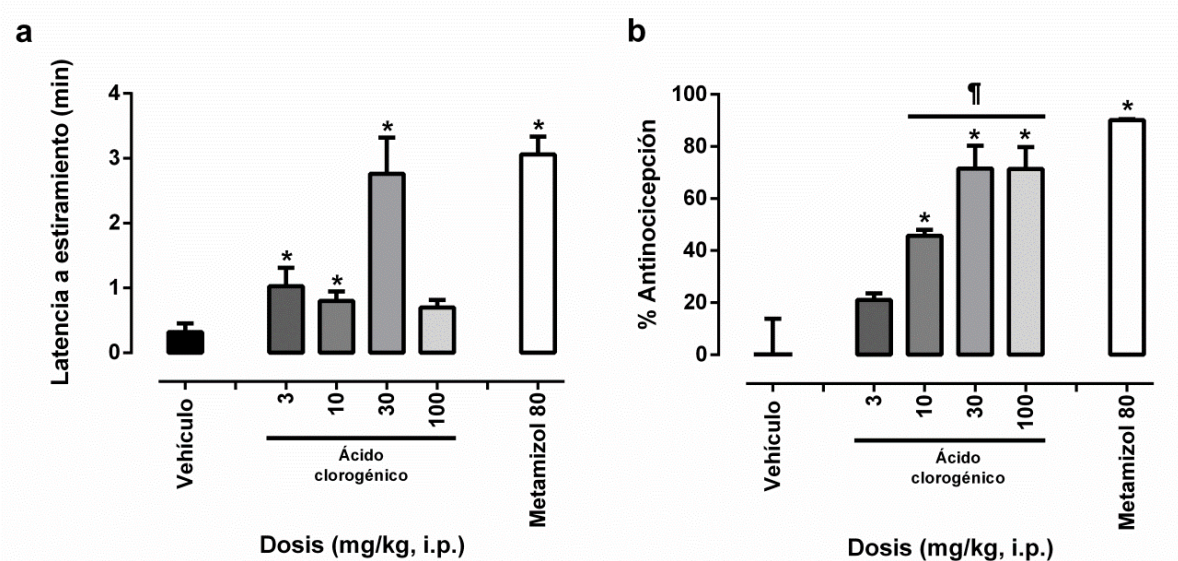 a
Latencia a estiramiento (min)
4
3
2
1
0
*
*
*
*
Vehículo
3
10
30
100
Metamizol 80
Ácido
clorogénico
Dosis (mg/kg, i.p.)
b
% Antinocicepción
100
80
60
40
20
0
¶
*
*
*
*
Vehículo
3
10
30
100
Metamizol 80
Ácido
clorogénico
Dosis (mg/kg, i.p.)